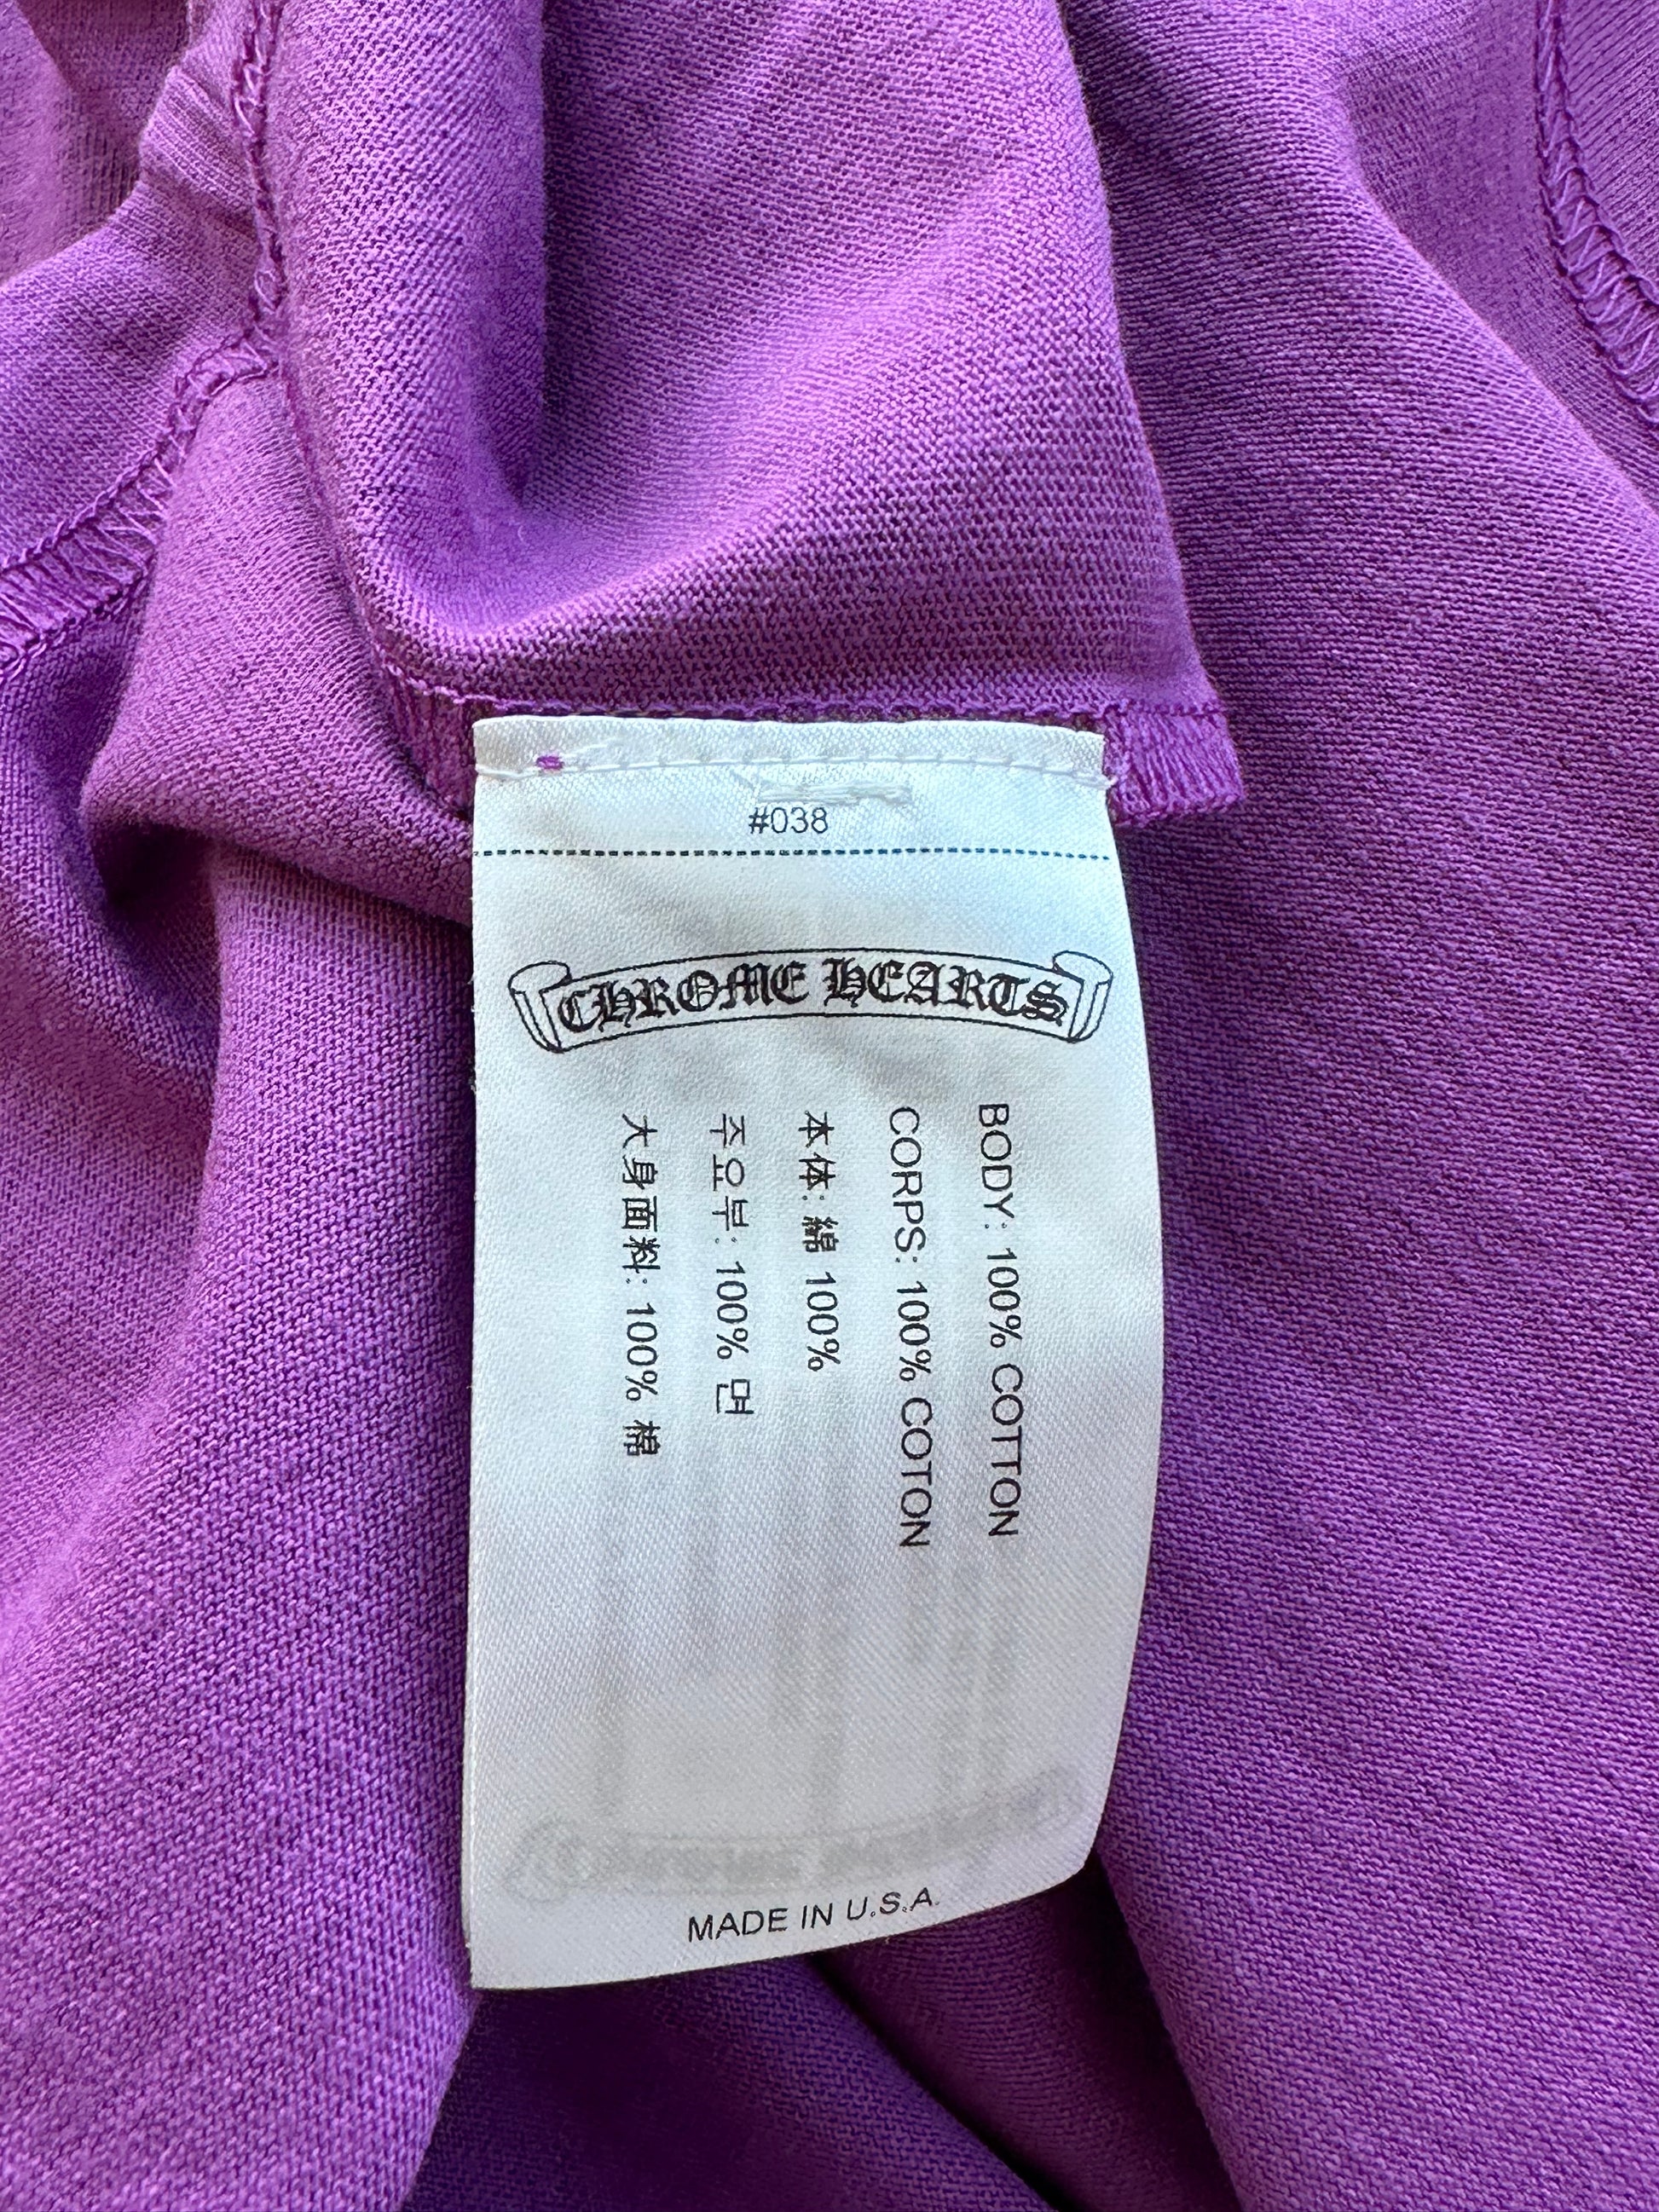 #038
CHROME HEARTS
BODY: 100% COTTON
CORPS: 100% COTON
本体: 綿 100%
주요부: 100% 면
大身面料: 100% 棉
MADE IN U.S.A.